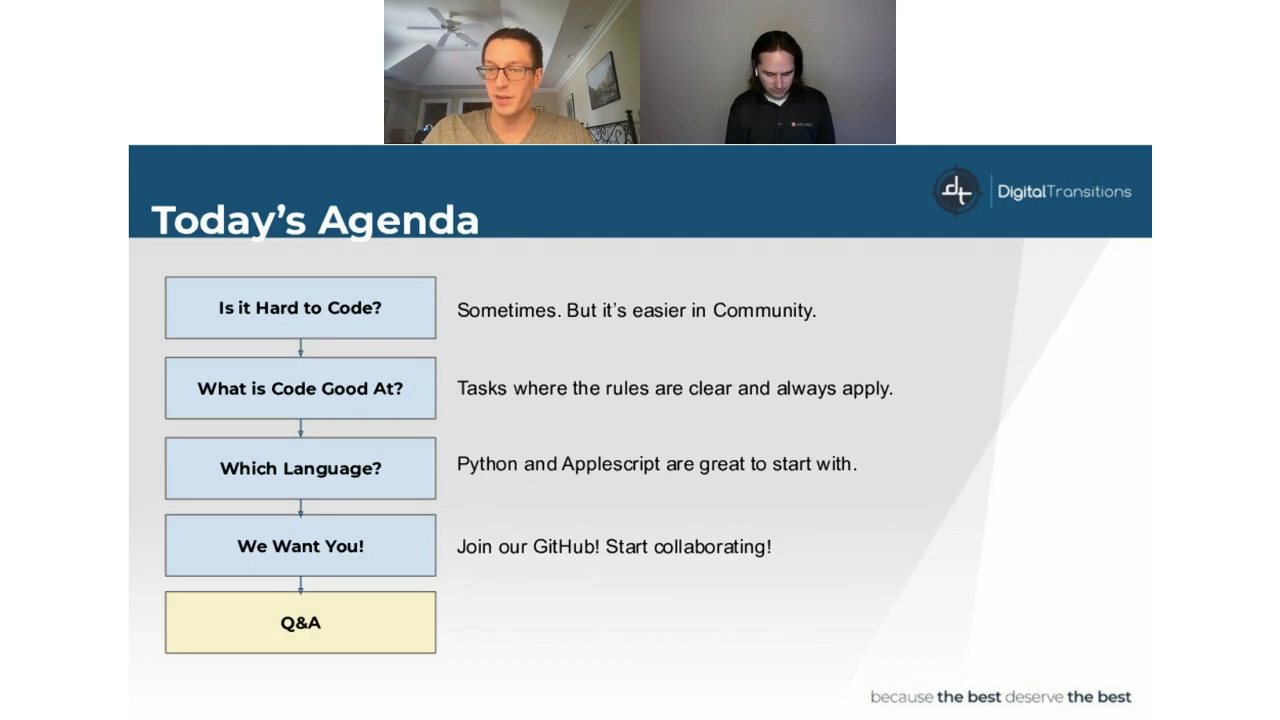 dt DigitalTransitions
Today's Agenda
Is it Hard to Code?
Sometimes. But it's easier in Community.
What is Code Good At?
Tasks where the rules are clear and always apply.
Which Language?
Python and Applescript are great to start with.
We Want You!
Join our GitHub! Start collaborating!
Q&A
because the best deserve the best